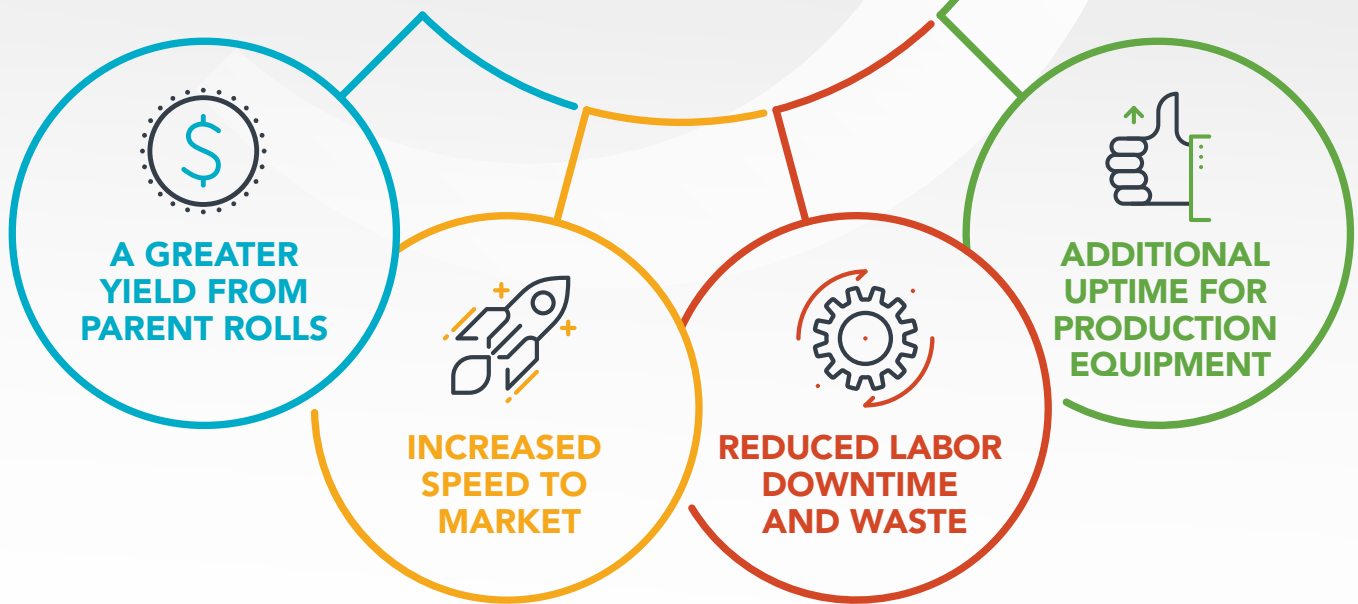 A GREATER
YIELD FROM
PARENT ROLLS
INCREASED
SPEED TO
MARKET
REDUCED LABOR
DOWNTIME
AND WASTE
ADDITIONAL
UPTIME FOR
PRODUCTION
EQUIPMENT